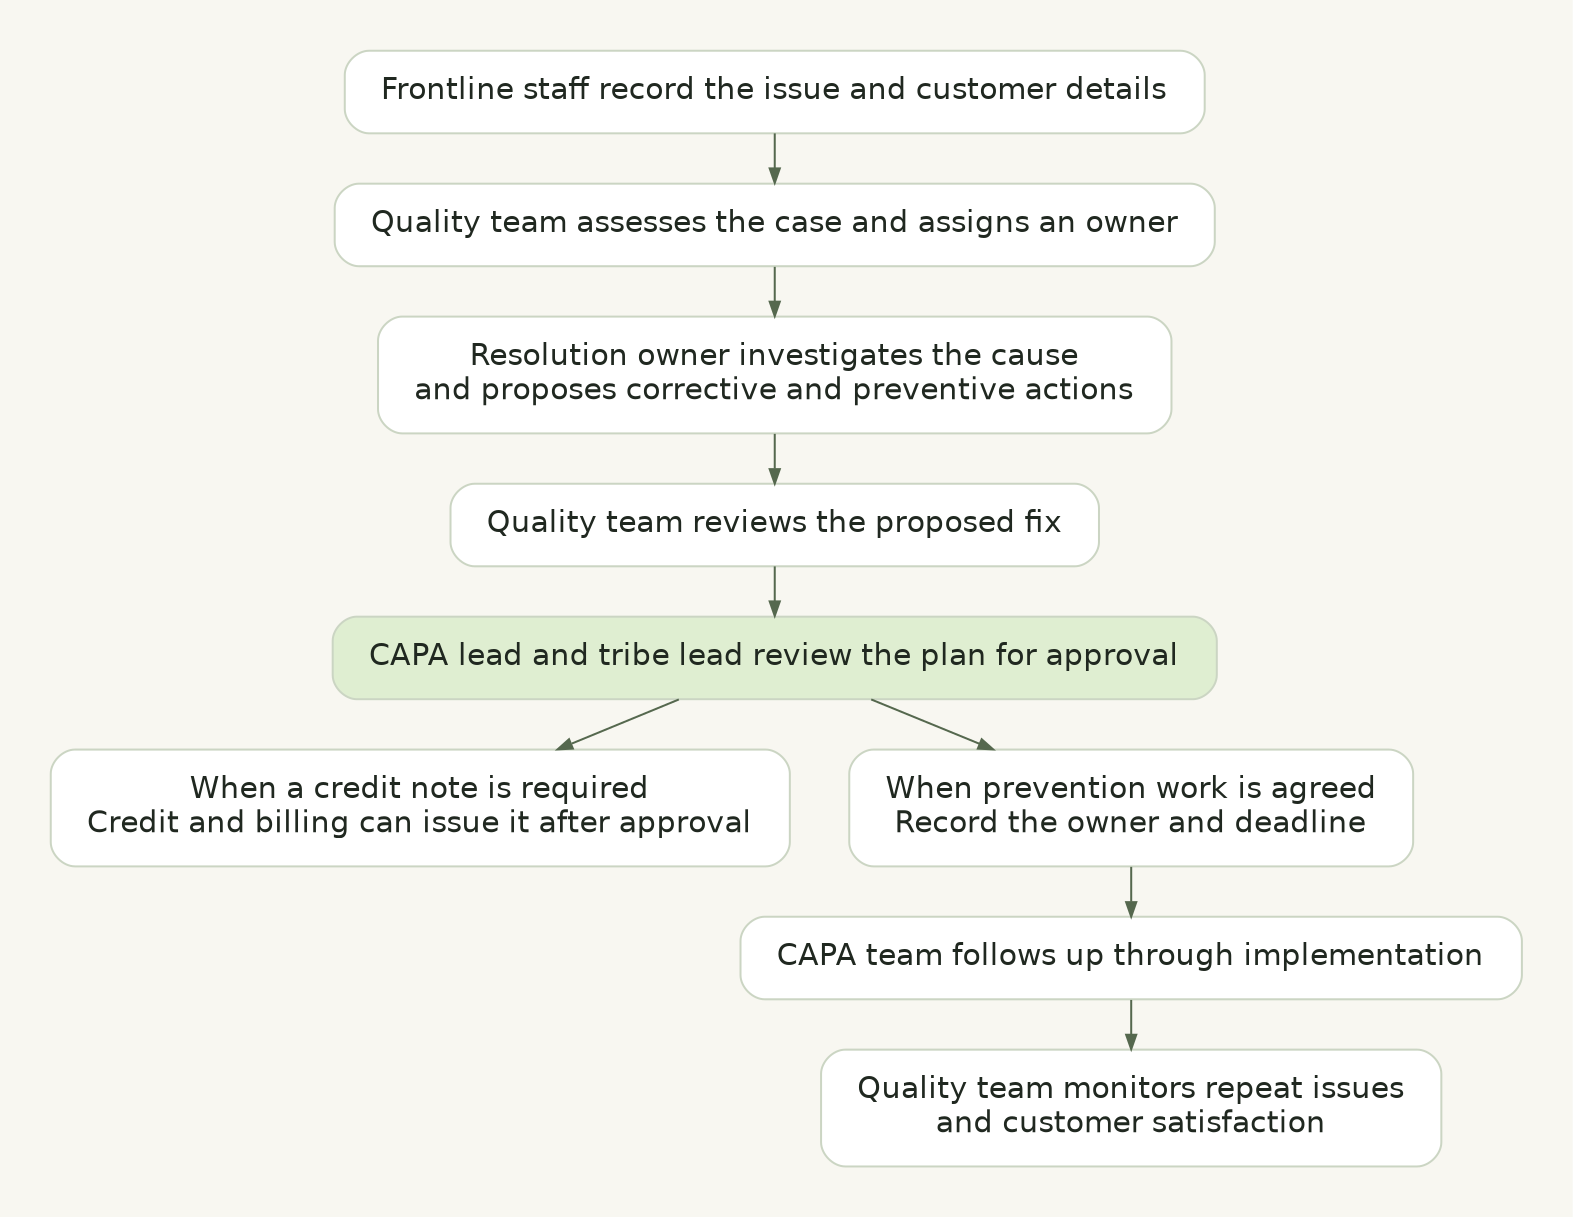 Frontline staff record the issue and customer details
Quality team assesses the case and assigns an owner
Resolution owner investigates the cause
and proposes corrective and preventive actions
Quality team reviews the proposed fix
CAPA lead and tribe lead review the plan for approval
When a credit note is required
Credit and billing can issue it after approval
When prevention work is agreed
Record the owner and deadline
CAPA team follows up through implementation
Quality team monitors repeat issues
and customer satisfaction